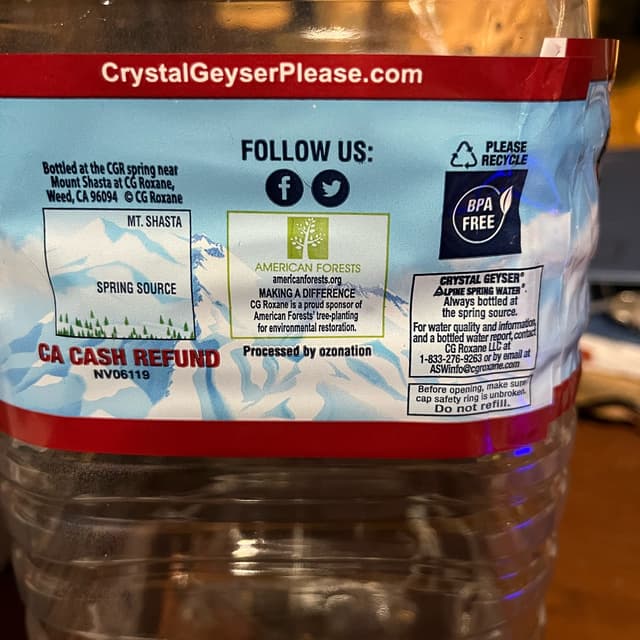 CrystalGeyserPlease.com
Bottled at the CGR spring near
Mount Shasta at CG Roxane,
Weed, CA 96094 © CG Roxane
MT. SHASTA
SPRING SOURCE
CA CASH REFUND
NV06119
FOLLOW US:
f
AMERICAN FORESTS
americanforests.org
MAKING A DIFFERENCE
CG Roxane is a proud sponsor of
American Forests' tree-planting
for environmental restoration.
Processed by ozonation
PLEASE
RECYCLE
BPA
FREE
CRYSTAL GEYSER®
ALPINE SPRING WATER®.
Always bottled at
the spring source.
For water quality and information,
and a bottled water report, contact
CG Roxane LLC at
1-833-276-9263 or by email at
ASWinfo@cgroxane.com
Before opening, make sure
cap safety ring is unbroken.
Do not refill.